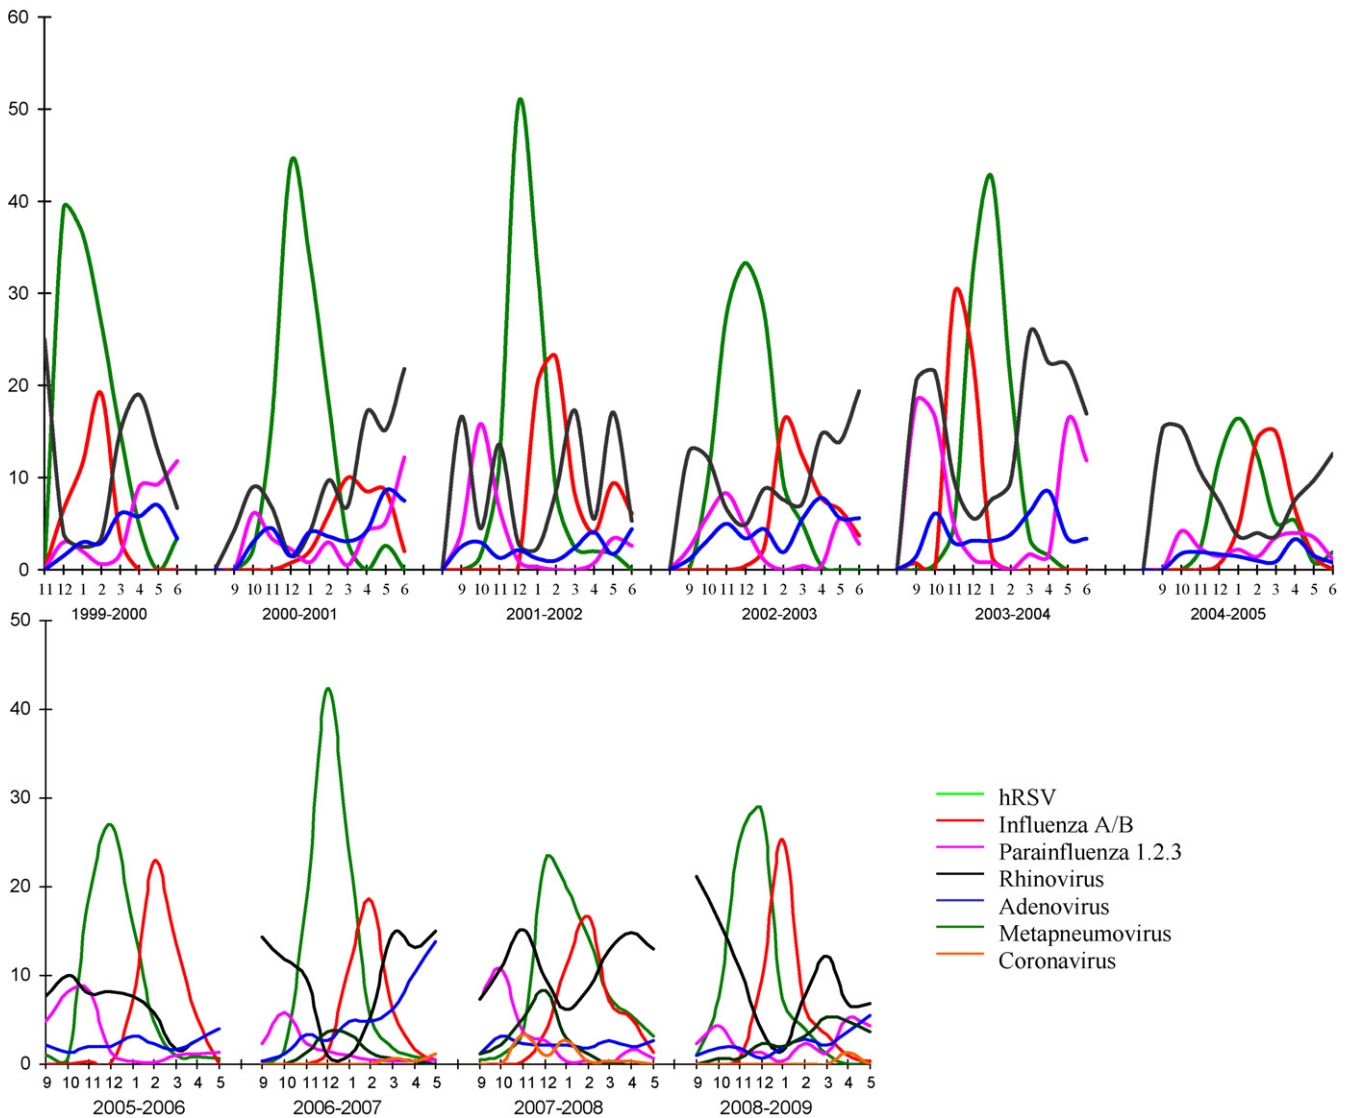 60
50
40
30
20
10
0
11 12 1 2 3 4 5 6
9 10 11 12 1 2 3 4 5 6
9 10 11 12 1 2 3 4 5 6
9 10 11 12 1 2 3 4 5 6
9 10 11 12 1 2 3 4 5 6
9 10 11 12 1 2 3 4 5 6
1999-2000
2000-2001
2001-2002
2002-2003
2003-2004
2004-2005
50
40
30
20
10
0
hRSV
Influenza A/B
Parainfluenza 1.2.3
Rhinovirus
Adenovirus
Metapneumovirus
Coronavirus
9 10 11 12 1 2 3 4 5
9 10 11 12 1 2 3 4 5
9 10 11 12 1 2 3 4 5
9 10 11 12 1 2 3 4 5
2005-2006
2006-2007
2007-2008
2008-2009